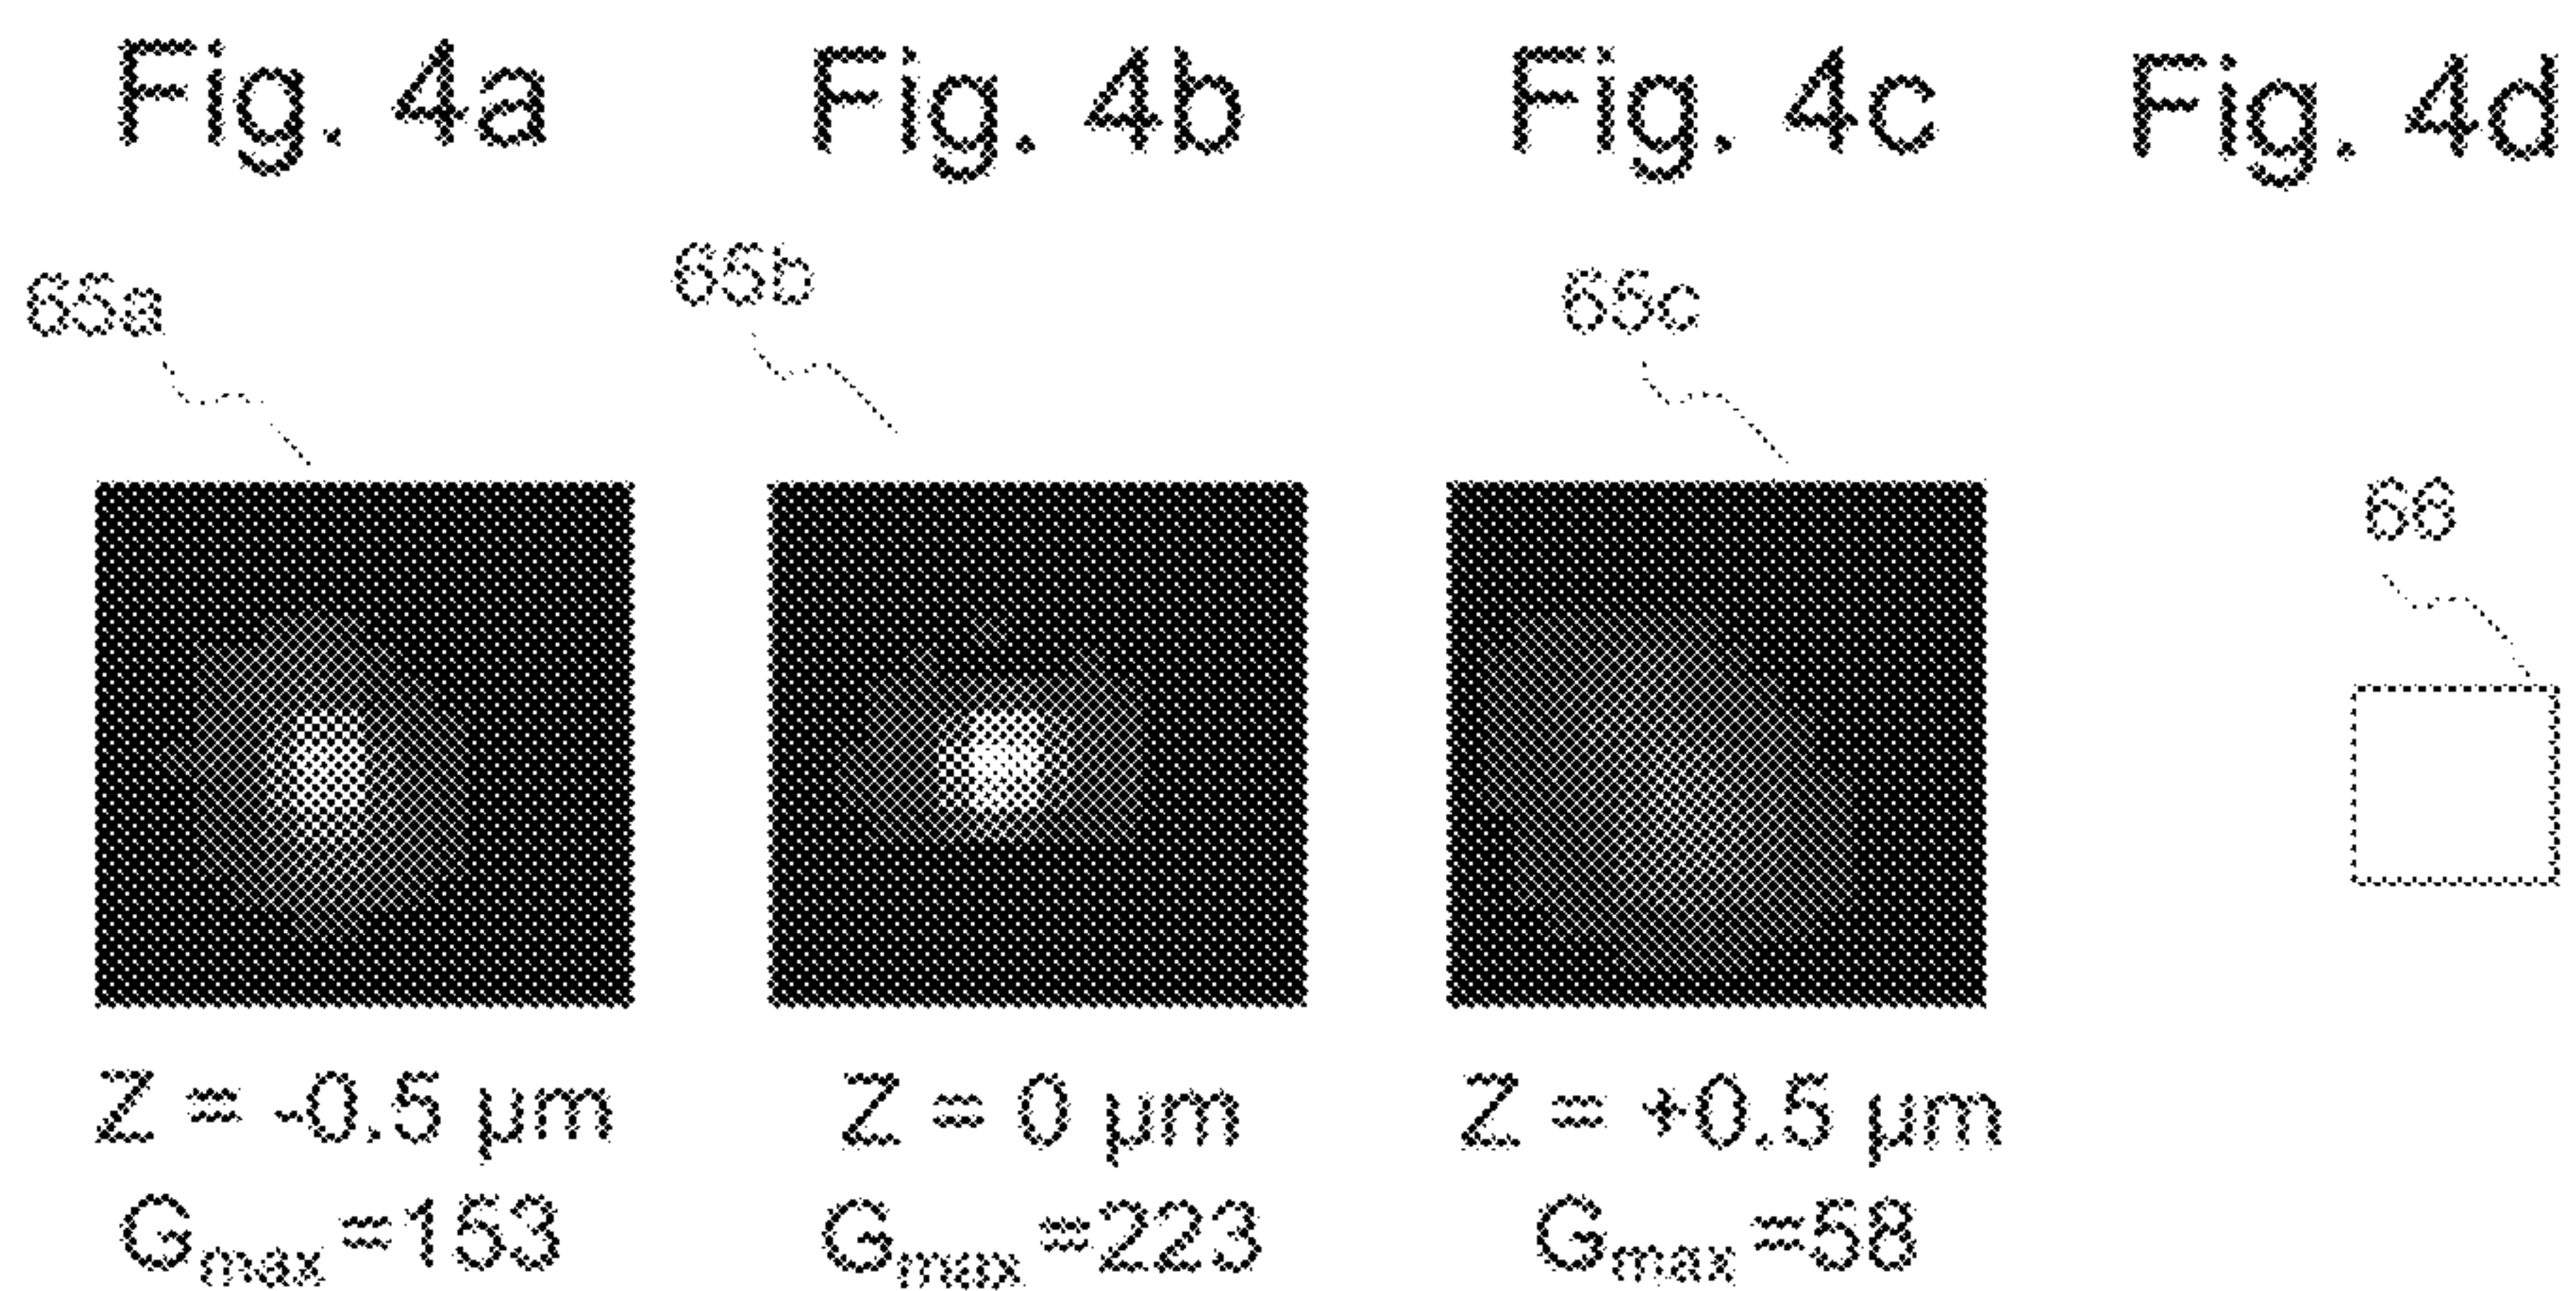 Fig. 4a Fig. 4b Fig. 4c Fig. 4d
65a 65b 65c
66
Z = -0.5 µm Z = 0 µm Z = +0.5 µm
Gmax=153 Gmax=223 Gmax=58